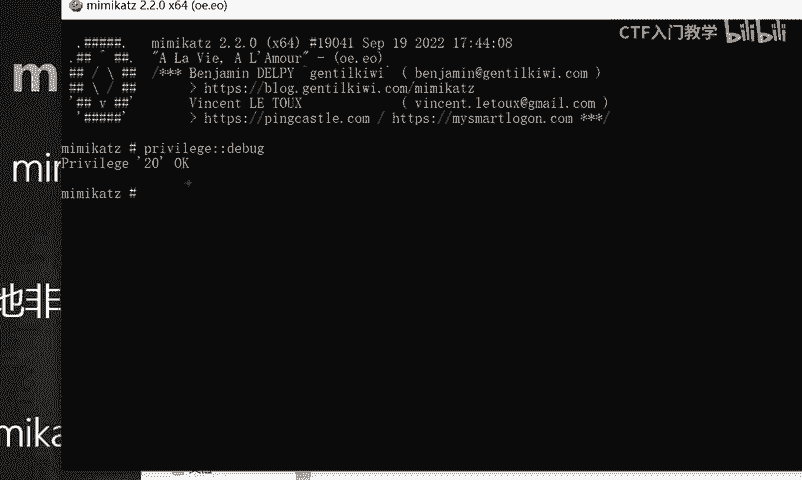 mimikatz 2.2.0 x64 (oe.eo)
CTF入门教学 bilibili
.#####.   mimikatz 2.2.0 (x64) #19041 Sep 19 2022 17:44:08
.## ^ ##.  "A La Vie, A L'Amour" - (oe.eo)
## / \ ##  /*** Benjamin DELPY `gentilkiwi` ( benjamin@gentilkiwi.com )
## \ / ##       > https://blog.gentilkiwi.com/mimikatz
'## v ##'       Vincent LE TOUX             ( vincent.letoux@gmail.com )
'#####'        > https://pingcastle.com / https://mysmartlogon.com ***/
mimikatz # privilege::debug
Privilege '20' OK
mimikatz #
m
mi
地非
mika